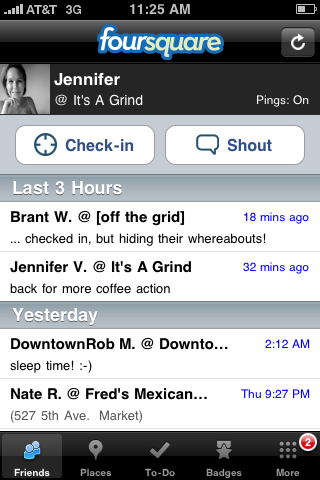 AT&T 3G 11:25 AM
foursquare
Jennifer
@ It's A Grind
Pings: On
Check-in
Shout
Last 3 Hours
Brant W. @ [off the grid] 18 mins ago
... checked in, but hiding their whereabouts!
Jennifer V. @ It's A Grind 32 mins ago
back for more coffee action
Yesterday
DowntownRob M. @ Downto... 2:12 AM
sleep time! :-)
Nate R. @ Fred's Mexican... Thu 9:27 PM
(527 5th Ave. Market)
2
Friends Places To-Do Badges More